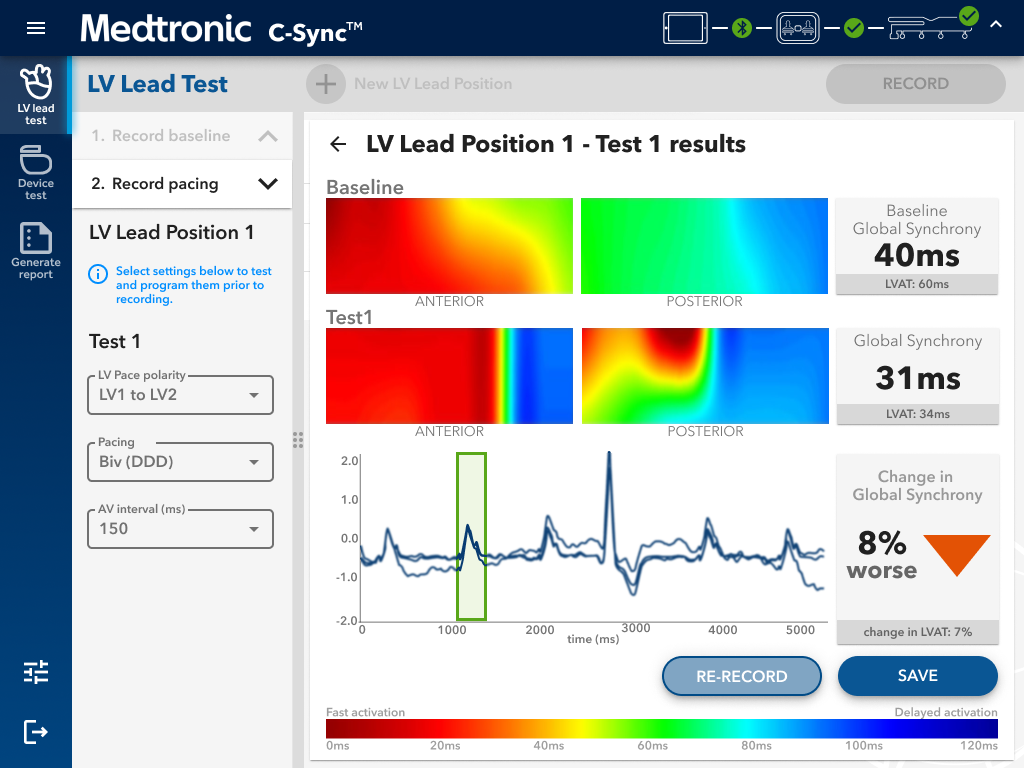 Medtronic C-Sync™
LV lead
test
Device
test
Generate
report
LV Lead Test
New LV Lead Position
RECORD
1. Record baseline
2. Record pacing
LV Lead Position 1
Select settings below to test
and program them prior to
recording.
Test 1
LV Pace polarity
LV1 to LV2
Pacing
Biv (DDD)
AV interval (ms)
150
LV Lead Position 1 - Test 1 results
Baseline
ANTERIOR
POSTERIOR
Baseline
Global Synchrony
40ms
LVAT: 60ms
Test1
ANTERIOR
POSTERIOR
Global Synchrony
31ms
LVAT: 34ms
2.0
1.0
0.0
-1.0
-2.0
0 1000 2000 3000 4000 5000
time (ms)
Change in
Global Synchrony
8%
worse
change in LVAT: 7%
RE-RECORD
SAVE
Fast activation
Delayed activation
0ms 20ms 40ms 60ms 80ms 100ms 120ms